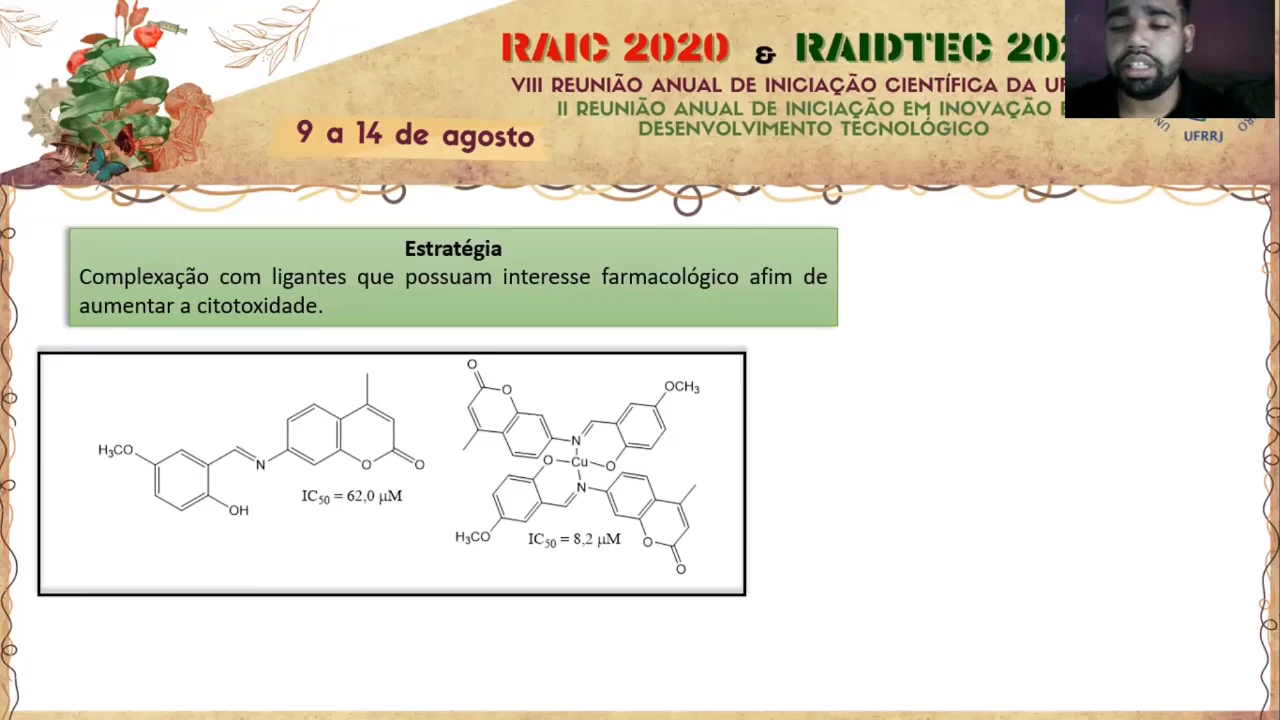 RAIC 2020 & RAIDTEC
VIII REUNIÃO ANUAL DE INICIAÇÃO CIENTÍFICA DA
II REUNIÃO ANUAL DE INICIAÇÃO EM INOVAÇÃO E
DESENVOLVIMENTO TECNOLÓGICO
9 a 14 de agosto
UFRRJ
Estratégia
Complexação com ligantes que possuam interesse farmacológico afim de
aumentar a citotoxidade.
H₃CO
N
O
O
OH
IC₅₀ = 62,0 µM
O
O
OCH₃
N
O
Cu
O
N
H₃CO
O
O
IC₅₀ = 8,2 µM